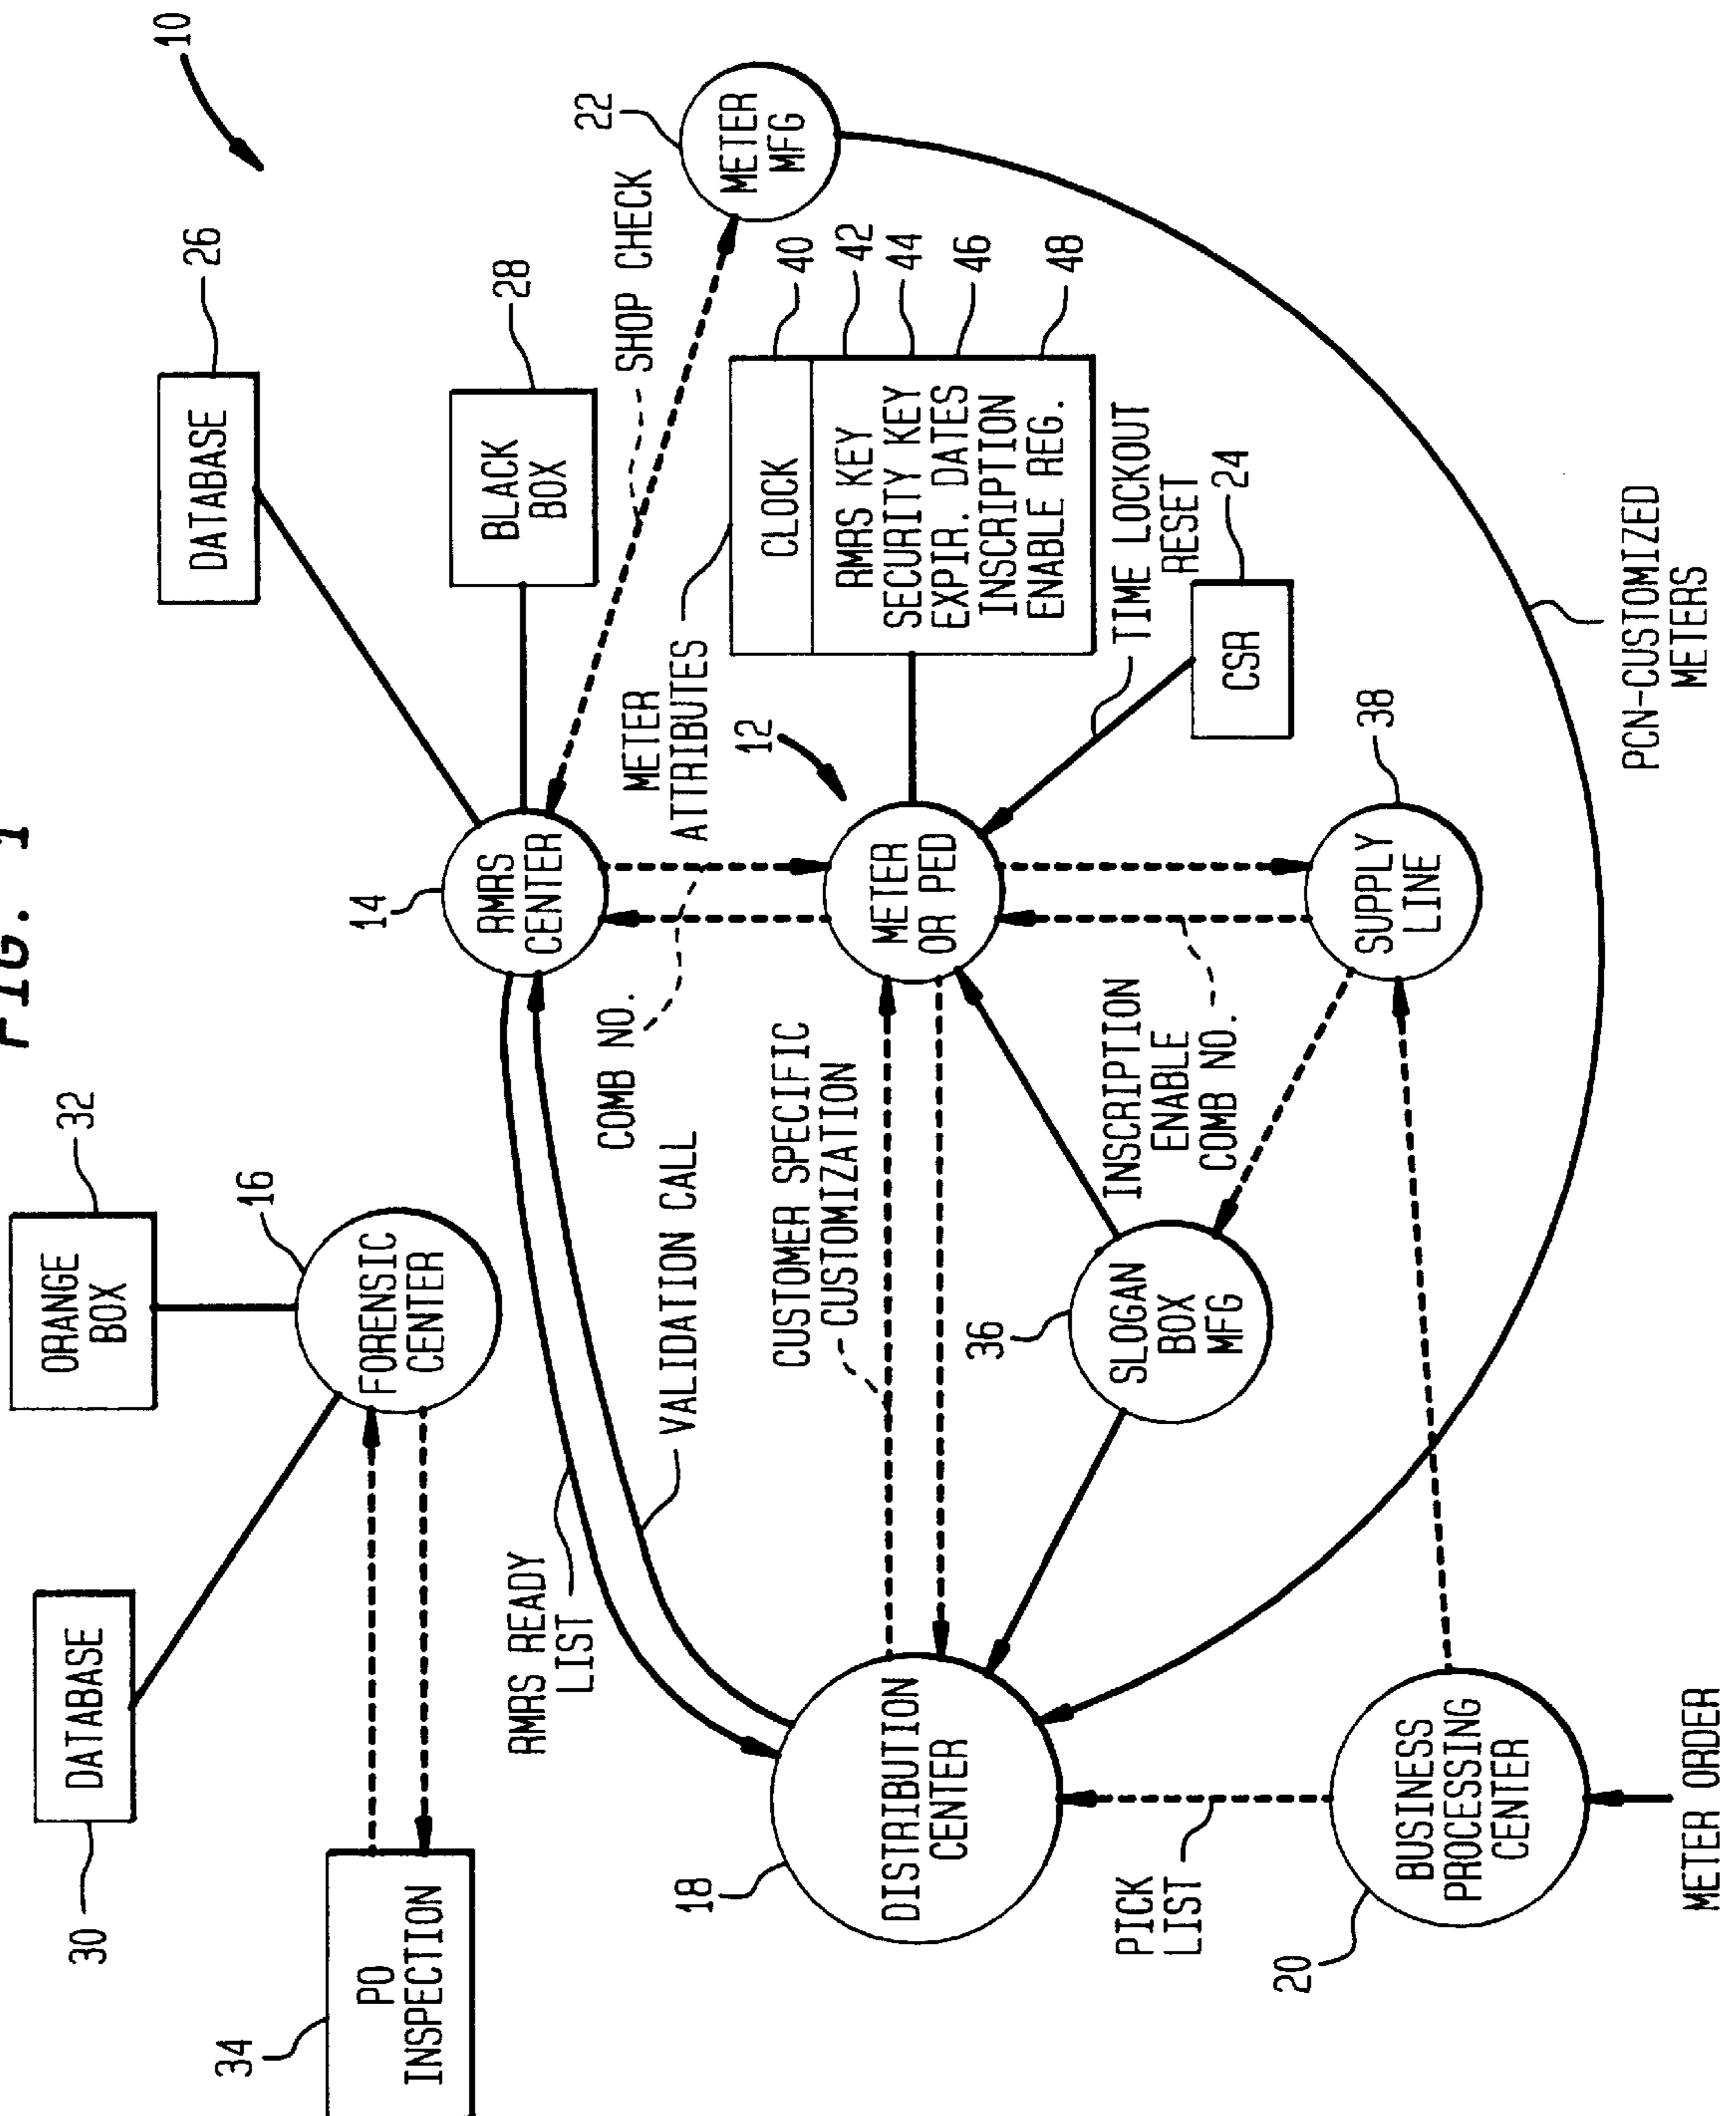 FIG. 1
10
DATABASE
26
BLACK
BOX
28
METER
MFG
22
SHOP CHECK
ORANGE
BOX
32
FORENSIC
CENTER
16
DATABASE
30
PO
INSPECTION
34
RMRS
CENTER
14
METER
ATTRIBUTES
CLOCK
40
RMRS KEY
SECURITY KEY
EXPIR. DATES
INSCRIPTION
ENABLE REG.
42
44
46
48
12
METER
OR PED
TIME LOCKOUT
RESET
CSR
24
COMB NO.
VALIDATION CALL
RMRS READY
LIST
CUSTOMER SPECIFIC
CUSTOMIZATION
INSCRIPTION
ENABLE
COMB NO.
SUPPLY
LINE
38
SLOGAN
BOX
MFG
36
DISTRIBUTION
CENTER
18
PICK
LIST
BUSINESS
PROCESSING
CENTER
20
METER ORDER
PCN-CUSTOMIZED
METERS